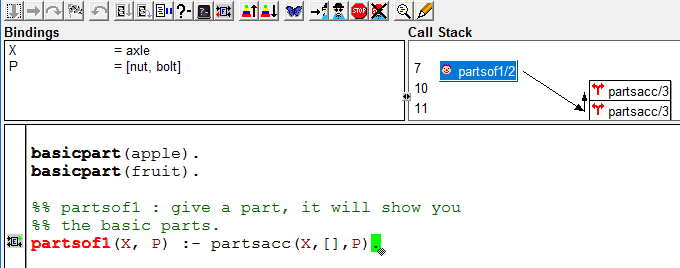 Bindings
Call Stack
X = axle
P = [nut, bolt]
7 partsof1/2
10 partsacc/3
11 partsacc/3
basicpart(apple).
basicpart(fruit).
%% partsof1 : give a part, it will show you
%% the basic parts.
partsof1(X, P) :- partsacc(X,[],P).